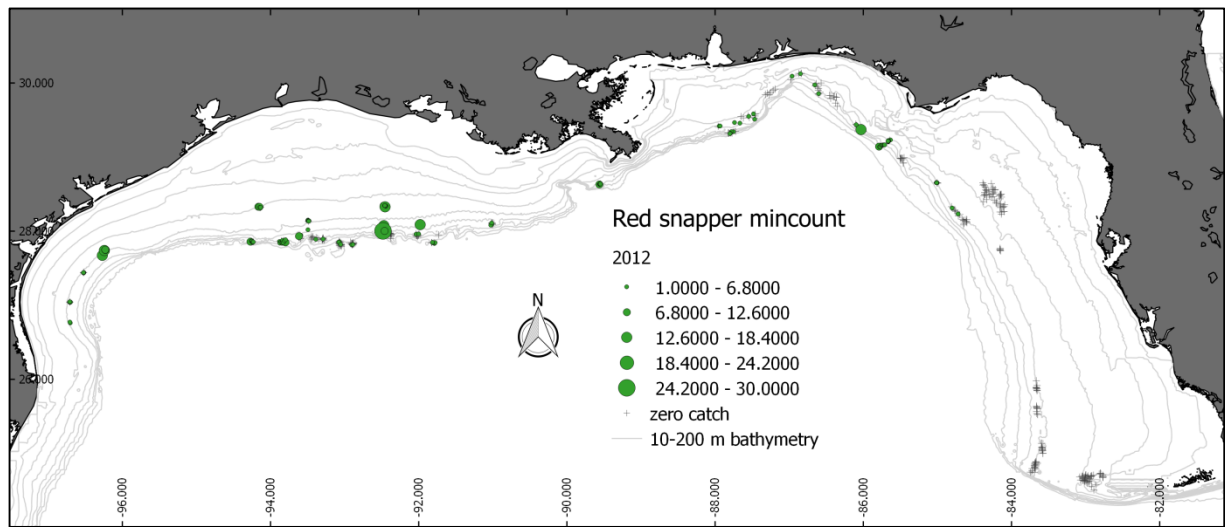 30.000
28.000
26.000
-96.000
-94.000
-92.000
-90.000
-88.000
-86.000
-84.000
-82.000
N
Red snapper mincount
2012
1.0000 - 6.8000
6.8000 - 12.6000
12.6000 - 18.4000
18.4000 - 24.2000
24.2000 - 30.0000
zero catch
10-200 m bathymetry